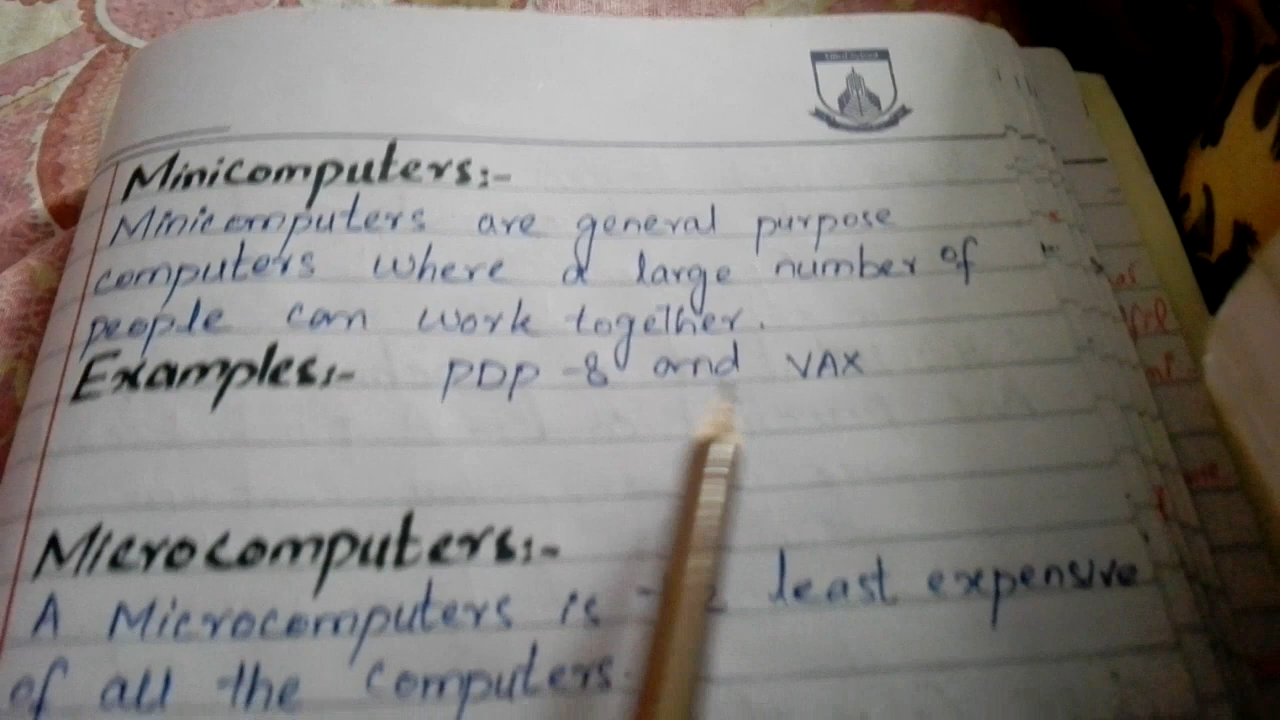 Minicomputers:-
Minicomputers are general purpose
computers where a large number of
people can work together.
Examples:- PDP -8 and VAX
Microcomputers:-
A Microcomputers is least expensive
of all the computers.